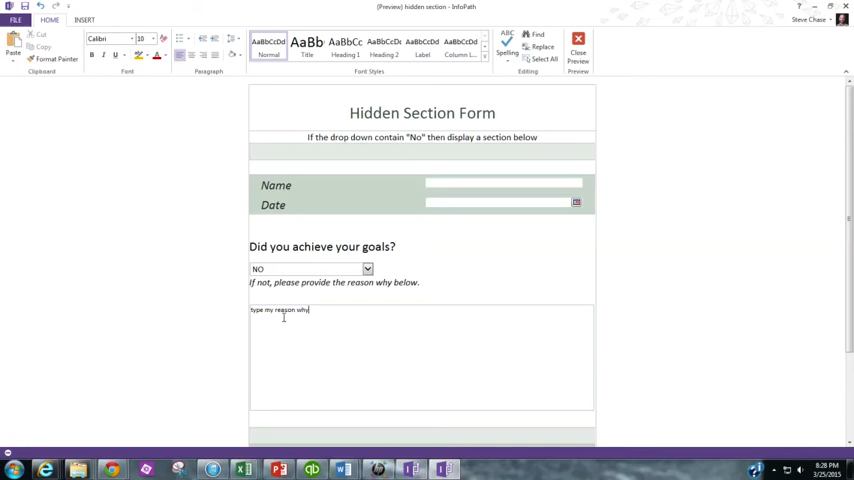 (Preview) hidden section - InfoPath
FILE HOME INSERT
Steve Chase
Cut
Copy
Paste Format Painter
Clipboard
Calibri 10
B I U A
Font
Paragraph
AaBbCcDd AaBb AaBbCc AaBbCcDd AaBbCcDd AaBbCcL
Normal Title Heading 1 Heading 2 Label Column L...
Font Styles
ABC
Spelling
Find
Replace
Select All
Editing
Close
Preview
Preview
Hidden Section Form
If the drop down contain "No" then display a section below
Name
Date
Did you achieve your goals?
NO
If not, please provide the reason why below.
type my reason why
8:28 PM
3/25/2015